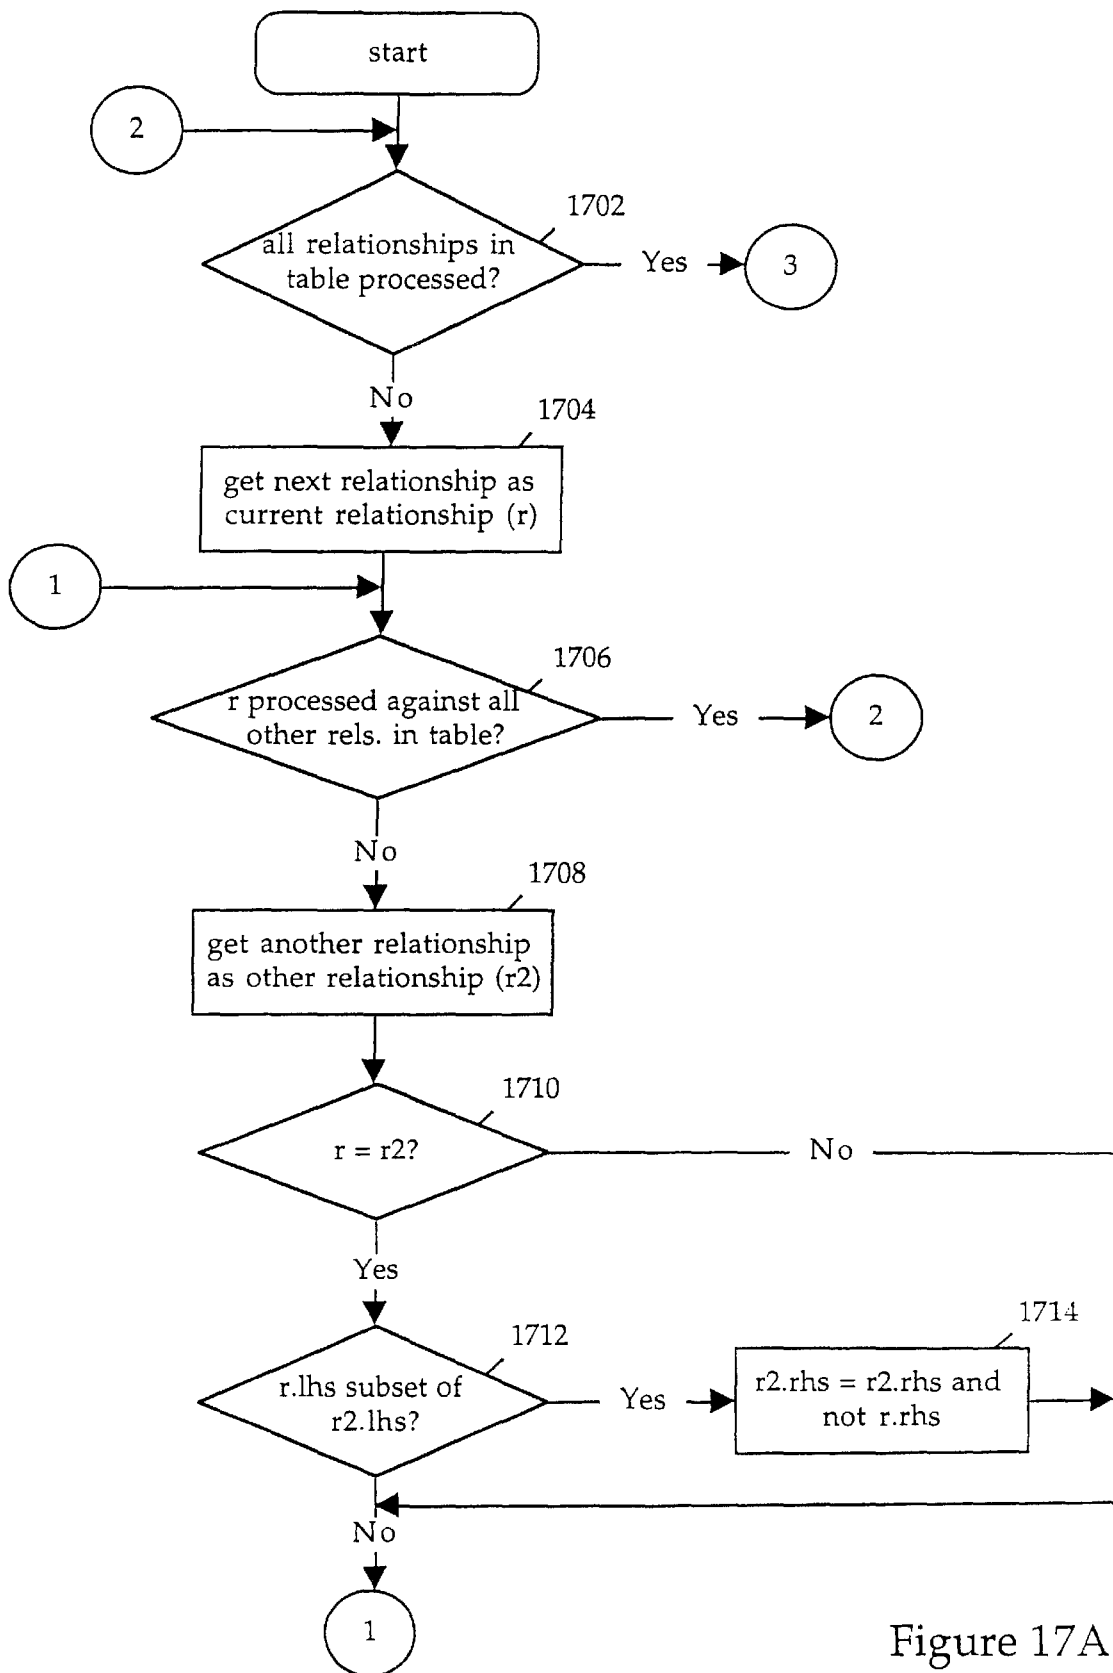 start
2
1702
all relationships in
table processed?
Yes
3
No
1704
get next relationship as
current relationship (r)
1
1706
r processed against all
other rels. in table?
Yes
2
No
1708
get another relationship
as other relationship (r2)
1710
r = r2?
No
Yes
1712
r.lhs subset of
r2.lhs?
Yes
1714
r2.rhs = r2.rhs and
not r.rhs
No
1
Figure 17A